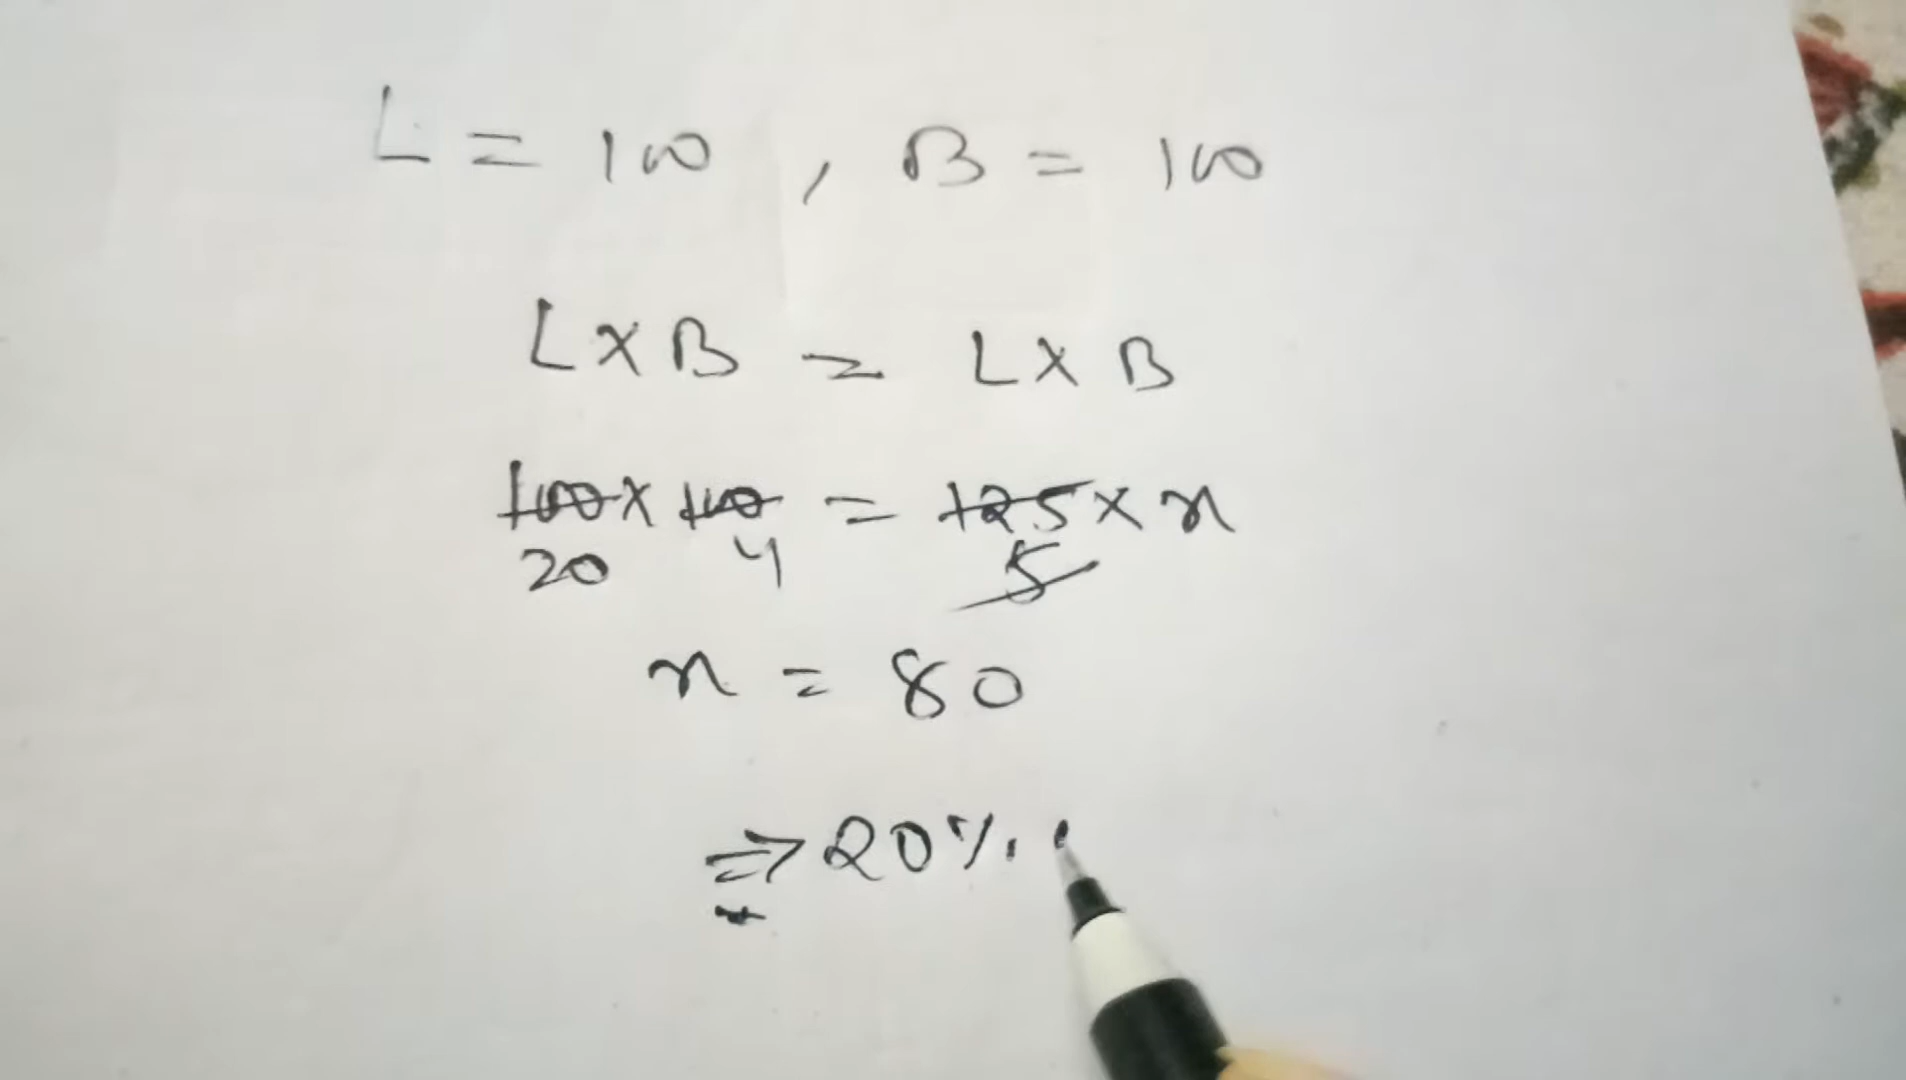 L = 100 , B = 100
L x B = L x B
100 x 100 = 125 x n
20 4 5
n = 80
⇒ 20%.